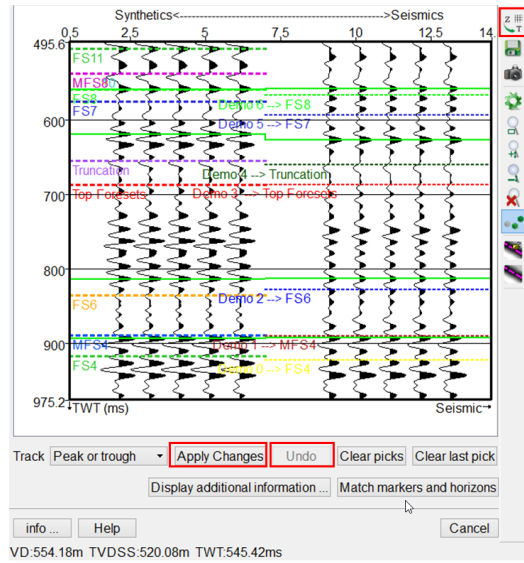 Synthetics<------------------------------------------>Seismics
0,5 2,5 5 7,5 10 12,5 14,
495.6
FS11
MFS8
FS8 Demo 6 --> FS8
FS7
600 Demo 5 --> FS7
Truncation Demo 4 --> Truncation
700 Top Foresets Demo 3 --> Top Foresets
800
FS6 Demo 2 --> FS6
900 MFS4 Demo 1 --> MFS4
FS4 Demo 0 --> FS4
975.2
TWT (ms) Seismic
Track Peak or trough Apply Changes Undo Clear picks Clear last pick
Display additional information ... Match markers and horizons
info ... Help Cancel
VD:554.18m TVDSS:520.08m TWT:545.42ms
Z
T